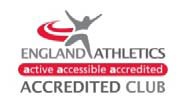 ENGLAND ATHLETICS
active accessible accredited
ACCREDITED CLUB